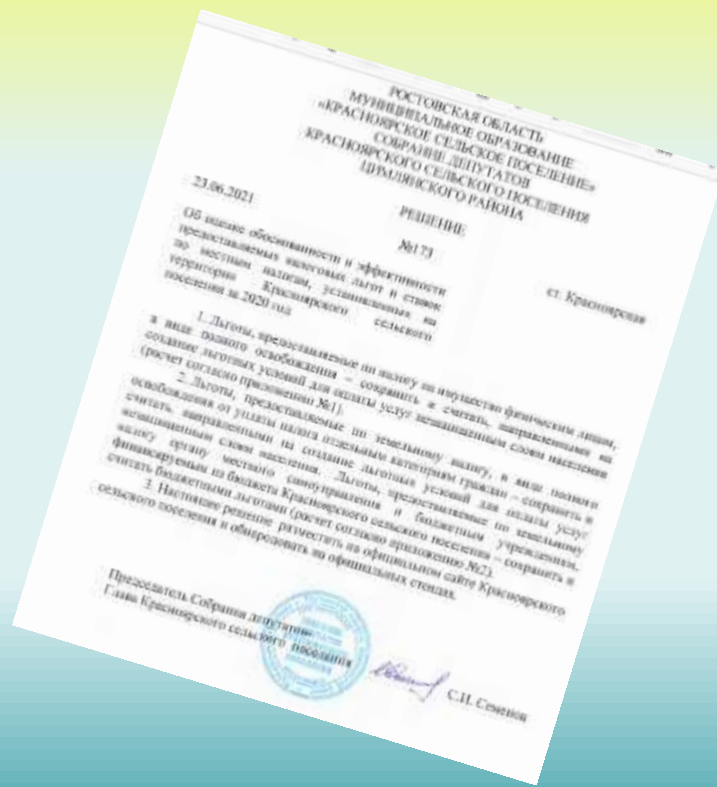 РОСТОВСКАЯ ОБЛАСТЬ
МУНИЦИПАЛЬНОЕ ОБРАЗОВАНИЕ
«КРАСНОЯРСКОЕ СЕЛЬСКОЕ ПОСЕЛЕНИЕ»
СОБРАНИЕ ДЕПУТАТОВ
КРАСНОЯРСКОГО СЕЛЬСКОГО ПОСЕЛЕНИЯ
ЦИМЛЯНСКОГО РАЙОНА
РЕШЕНИЕ
23.06.2021
№173
ст. Красноярская
Об оценке обоснованности и эффективности
предоставляемых налоговых льгот и ставок
по местным налогам, установленных на
территории Красноярского сельского
поселения за 2020 год
1. Льготы, предоставляемые по налогу на имущество физическим лицам,
в виде полного освобождения – сохранить и считать, направленными на
создание льготных условий для оплаты услуг незащищенным слоям населения
(расчет согласно приложения №1).
2. Льготы, предоставляемые по земельному налогу, в виде полного
освобождения от уплаты налога отдельным категориям граждан – сохранить и
считать, направленными на создание льготных условий для оплаты услуг
незащищенным слоям населения. Льготы, предоставляемые по земельному
налогу органу местного самоуправления и бюджетным учреждениям,
финансируемым из бюджета Красноярского сельского поселения – сохранить и
считать бюджетными льготами (расчет согласно приложению №2).
3. Настоящее решение разместить на официальном сайте Красноярского
сельского поселения и обнародовать на официальных стендах.
Председатель Собрания депутатов-
Глава Красноярского сельского поселения
С.И. Семенов